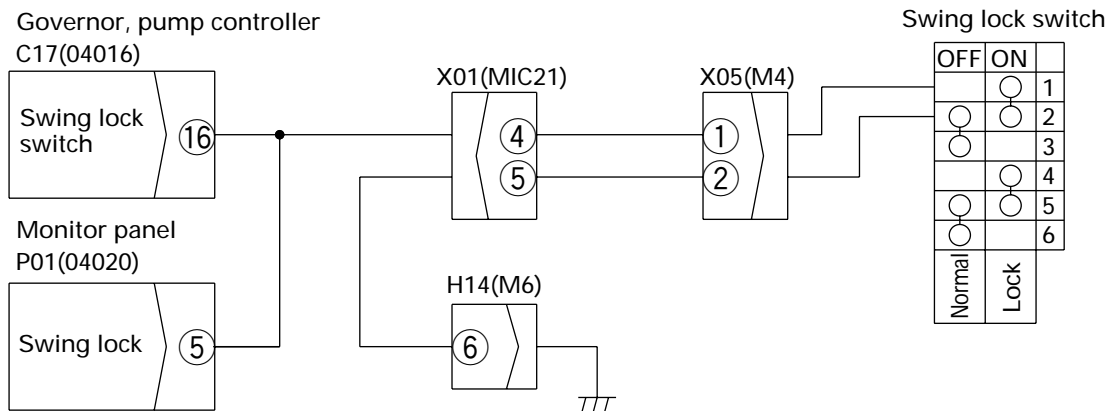 Governor, pump controller
C17(04016)
Swing lock
switch
16
Monitor panel
P01(04020)
Swing lock
5
X01(MIC21)
4
5
X05(M4)
1
2
H14(M6)
6
Swing lock switch
OFF ON
1
2
3
4
5
6
Normal
Lock